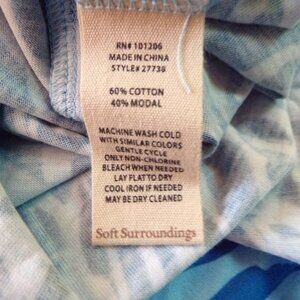 RN# 101206
MADE IN CHINA
STYLE# 27738
60% COTTON
40% MODAL
MACHINE WASH COLD
WITH SIMILAR COLORS
GENTLE CYCLE
ONLY NON-CHLORINE
BLEACH WHEN NEEDED
LAY FLAT TO DRY
COOL IRON IF NEEDED
MAY BE DRY CLEANED
Soft Surroundings